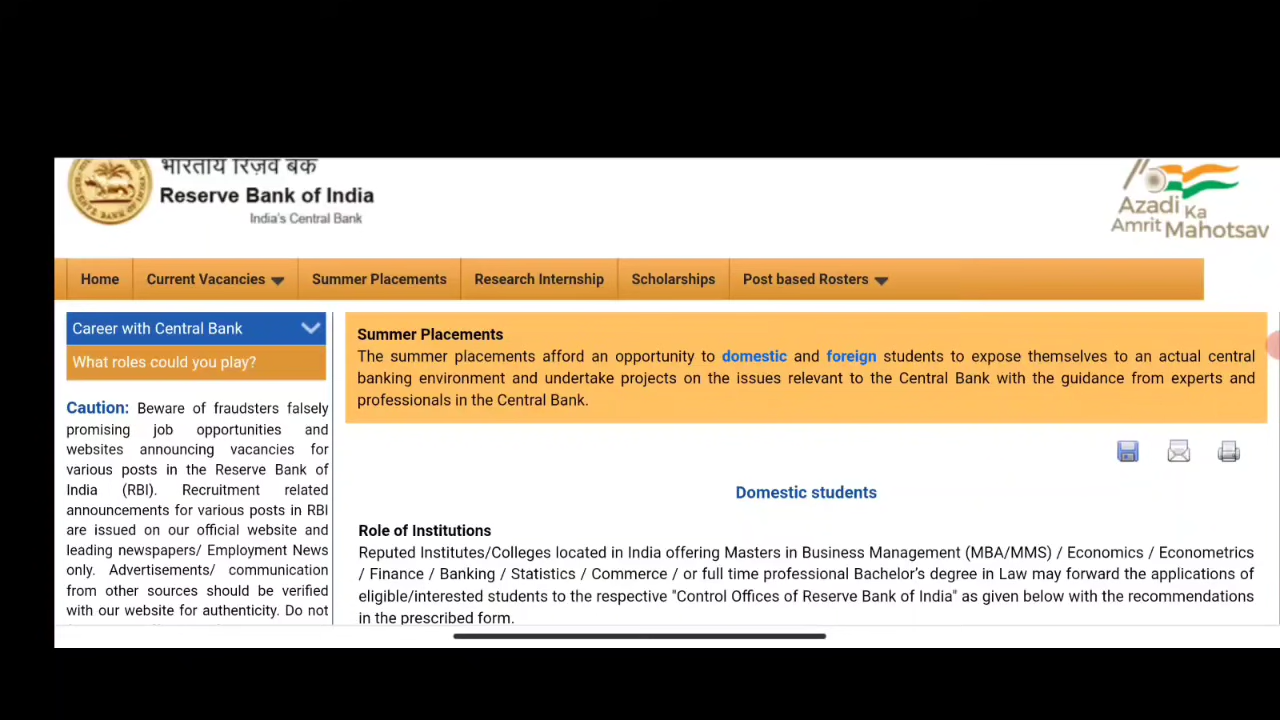 भारतीय रिज़र्व बैंक
Reserve Bank of India
India's Central Bank
Azadi Ka
Amrit Mahotsav
Home Current Vacancies Summer Placements Research Internship Scholarships Post based Rosters
Career with Central Bank
What roles could you play?
Caution: Beware of fraudsters falsely
promising job opportunities and
websites announcing vacancies for
various posts in the Reserve Bank of
India (RBI). Recruitment related
announcements for various posts in RBI
are issued on our official website and
leading newspapers/ Employment News
only. Advertisements/ communication
from other sources should be verified
with our website for authenticity. Do not
Summer Placements
The summer placements afford an opportunity to domestic and foreign students to expose themselves to an actual central
banking environment and undertake projects on the issues relevant to the Central Bank with the guidance from experts and
professionals in the Central Bank.
Domestic students
Role of Institutions
Reputed Institutes/Colleges located in India offering Masters in Business Management (MBA/MMS) / Economics / Econometrics
/ Finance / Banking / Statistics / Commerce / or full time professional Bachelor's degree in Law may forward the applications of
eligible/interested students to the respective "Control Offices of Reserve Bank of India" as given below with the recommendations
in the prescribed form.